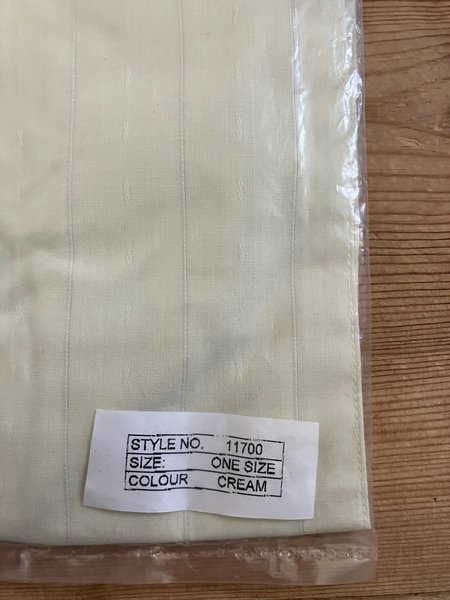 STYLE NO. 11700
SIZE: ONE SIZE
COLOUR CREAM